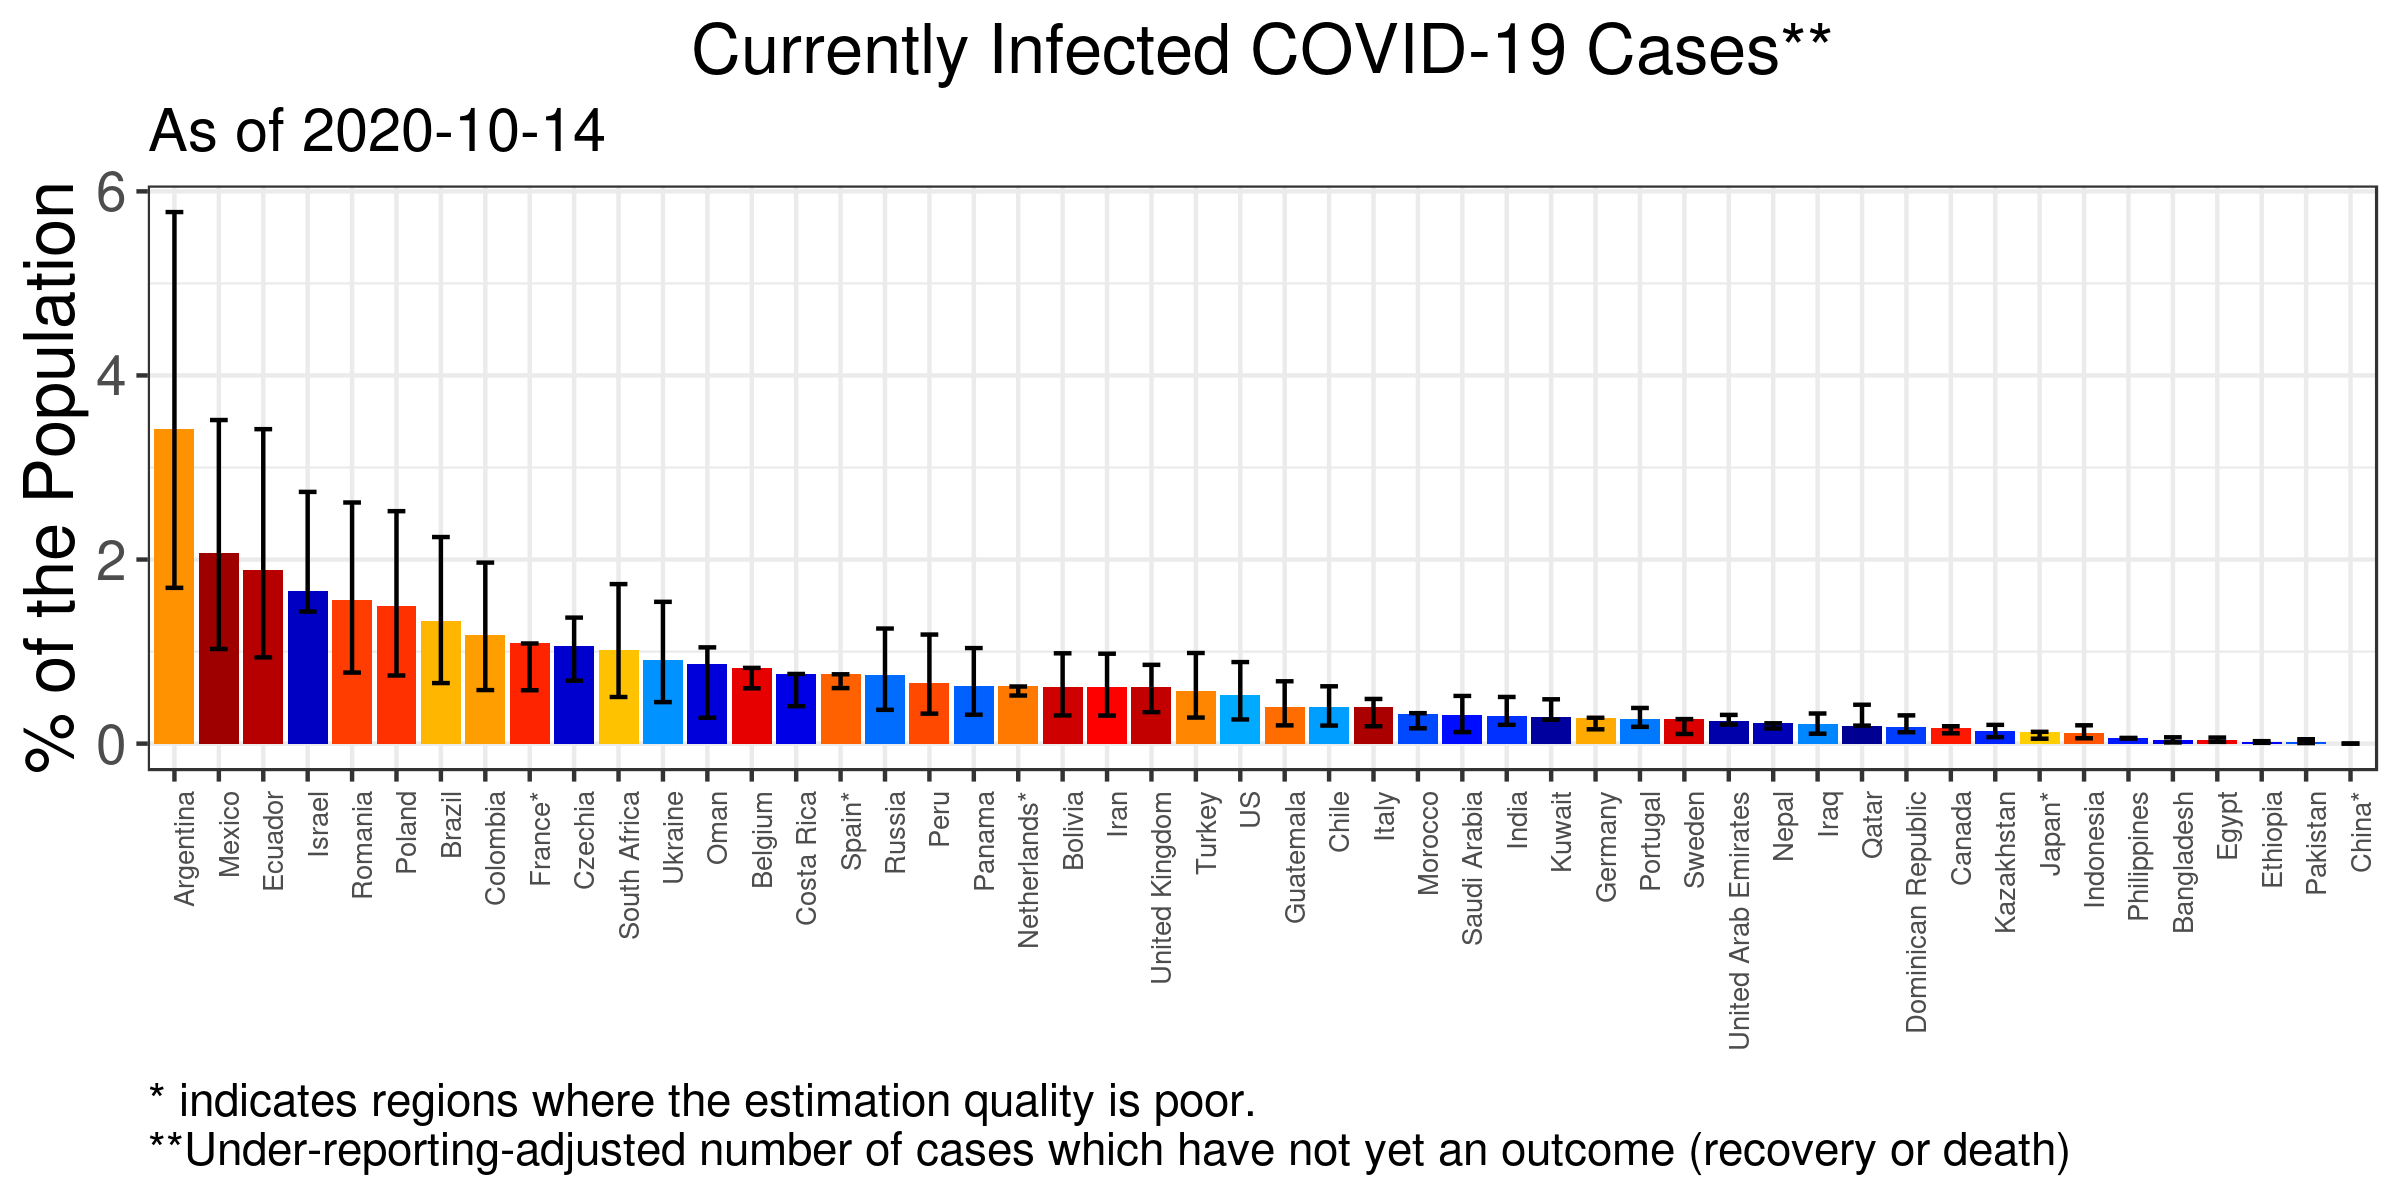 Currently Infected COVID-19 Cases**
As of 2020-10-14
% of the Population
6
4
2
0
Argentina
Mexico
Ecuador
Israel
Romania
Poland
Brazil
Colombia
France*
Czechia
South Africa
Ukraine
Oman
Belgium
Costa Rica
Spain*
Russia
Peru
Panama
Netherlands*
Bolivia
Iran
United Kingdom
Turkey
US
Guatemala
Chile
Italy
Morocco
Saudi Arabia
India
Kuwait
Germany
Portugal
Sweden
United Arab Emirates
Nepal
Iraq
Qatar
Dominican Republic
Canada
Kazakhstan
Japan*
Indonesia
Philippines
Bangladesh
Egypt
Ethiopia
Pakistan
China*
* indicates regions where the estimation quality is poor.
**Under-reporting-adjusted number of cases which have not yet an outcome (recovery or death)